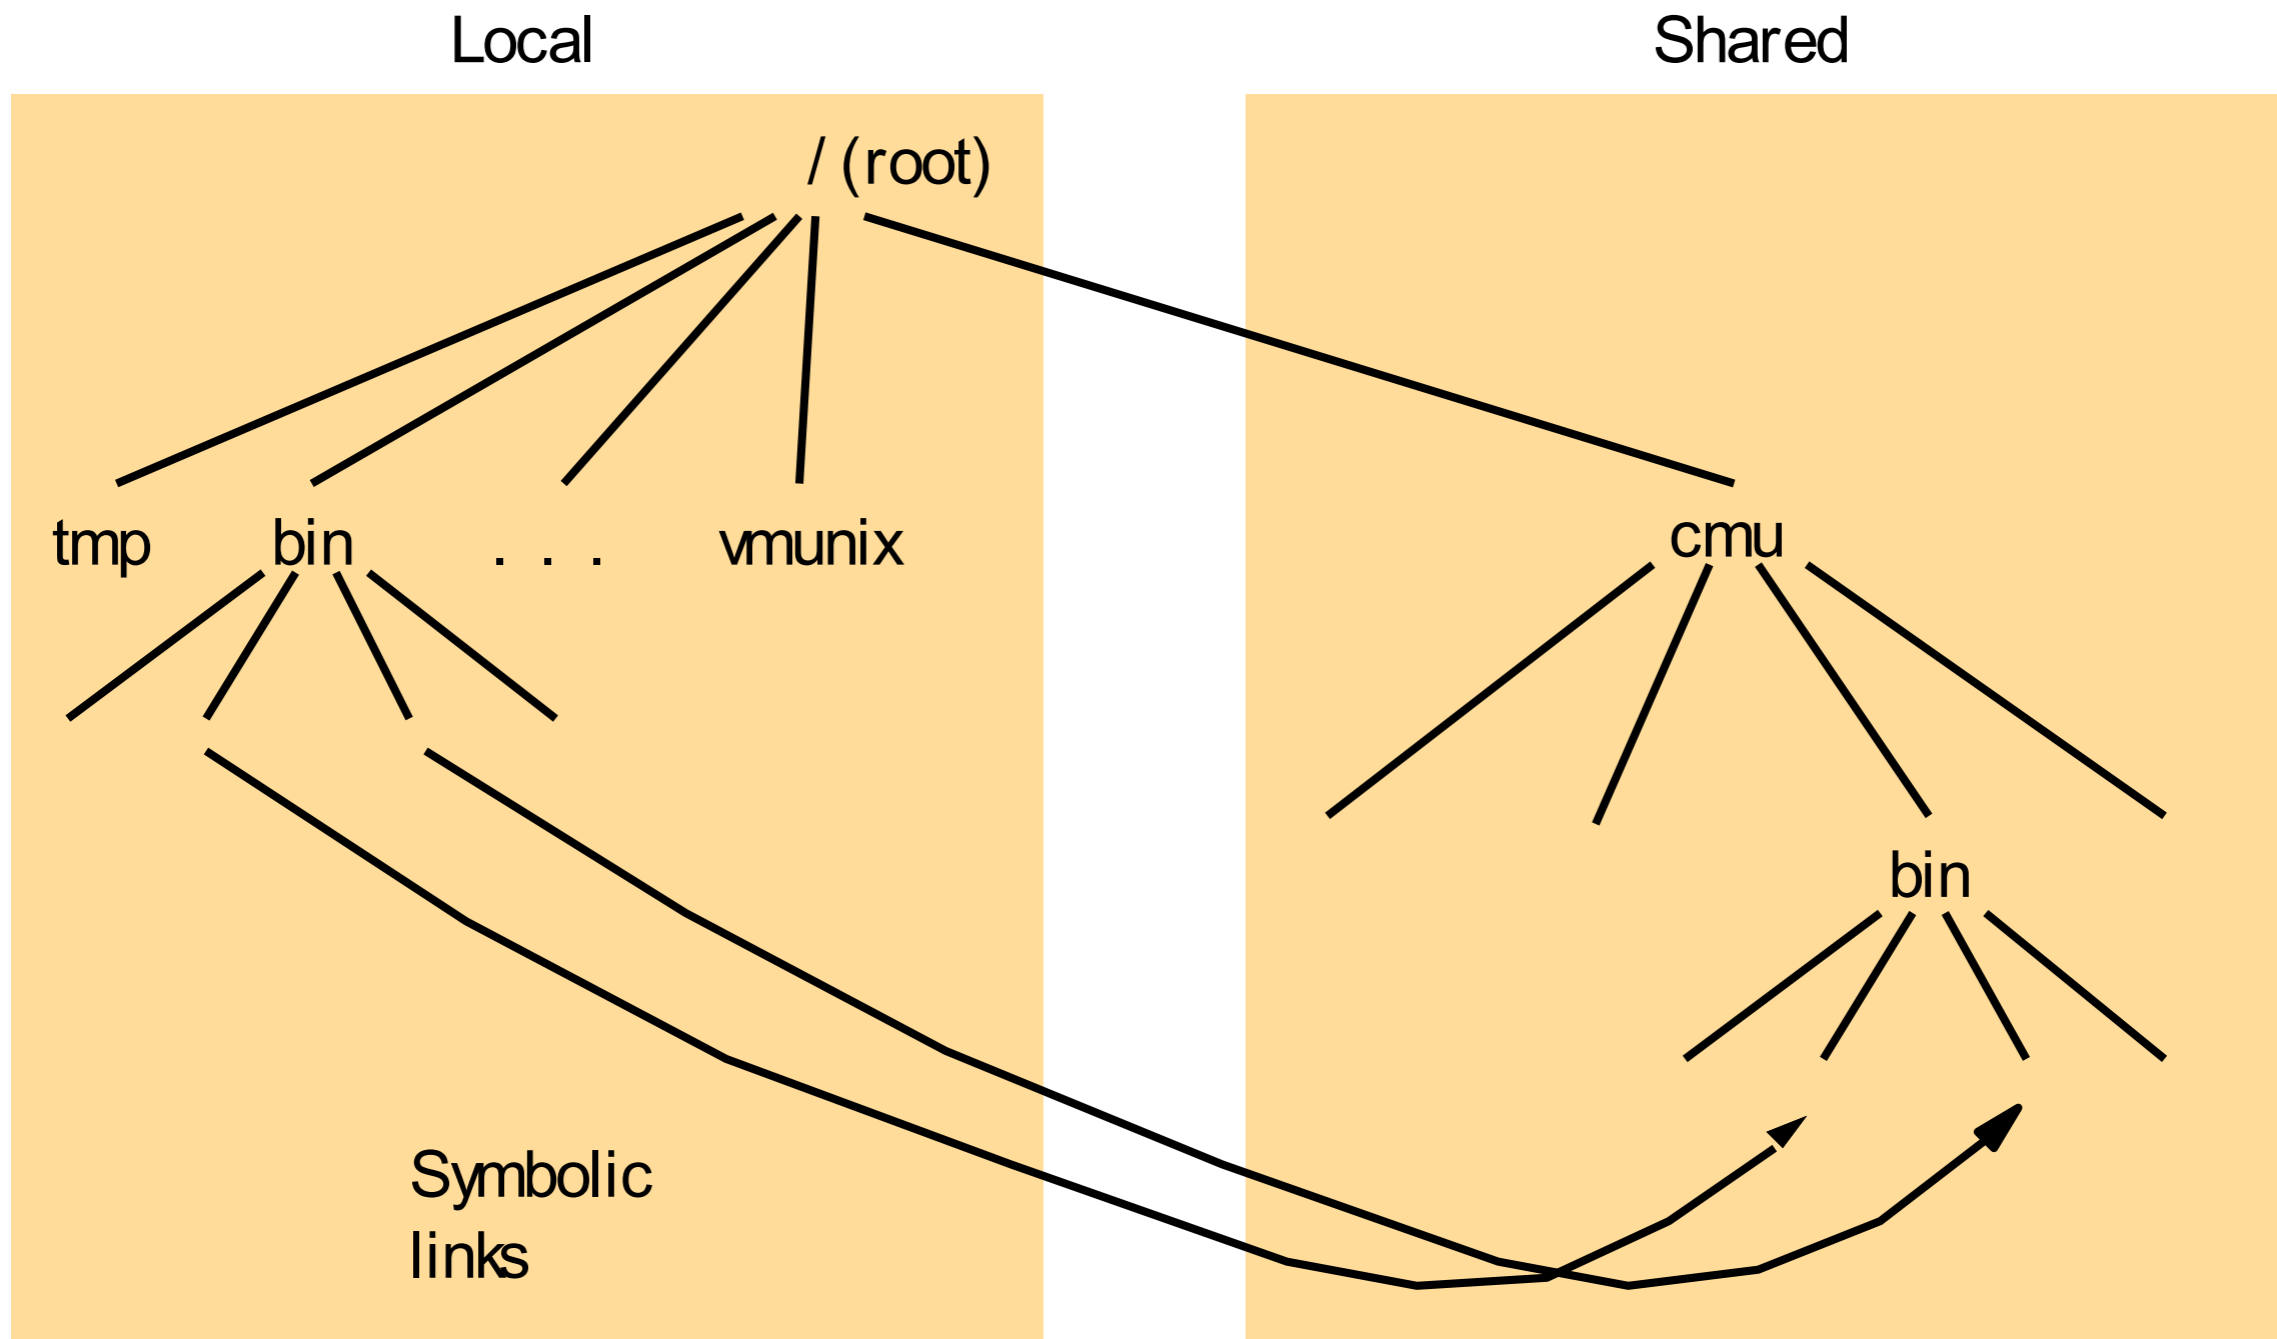 Local
Shared
/ (root)
tmp
bin
. . .
vmunix
cmu
bin
Symbolic
links